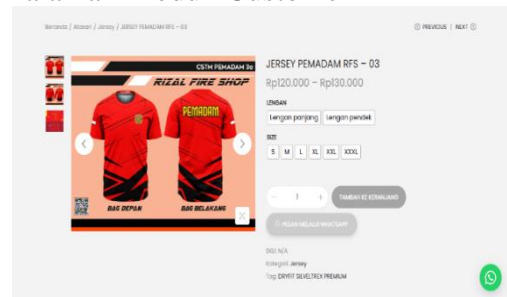 Beranda / Atasan / Jersey / JERSEY PEMADAM RFS – 03
PREVIOUS | NEXT
CSTM PEMADAM 3
RIZAL FIRE SHOP
PEMADAM
BAG DEPAN
BAG BELAKANG
X
JERSEY PEMADAM RFS – 03
Rp120.000 – Rp130.000
LENGAN
Lengan panjang
Lengan pendek
SIZE
S M L XL XXL XXXL
- 1 +
TAMBAH KE KERANJANG
PESAN MELALUI WHATSAPP
SKU: N/A
Kategori: Jersey
Tag: DRYFIT SILVELTREX PREMIUM